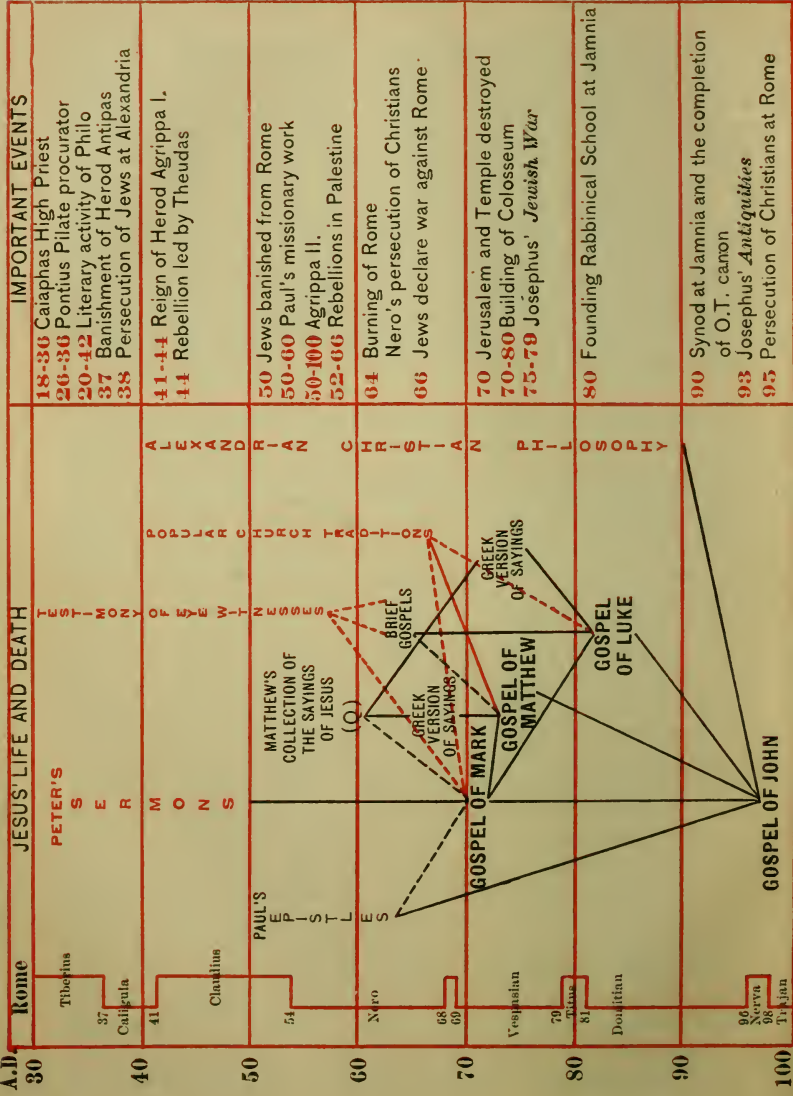 A.D.
Rome
JESUS' LIFE AND DEATH
IMPORTANT EVENTS
30
40
50
60
70
80
90
100
Tiberius
37
Caligula
41
Claudius
54
Nero
68
69
Vespasian
79
Titus
81
Domitian
96
Nerva
98
Trajan
PETER'S
SERMONS
PAUL'S
EPISTLES
TESTIMONY OF EYE WITNESSES
POPULAR CHURCH TRADITIONS
ALEXANDRIAN CHRISTIAN PHILOSOPHY
MATTHEW'S
COLLECTION OF
THE SAYINGS
OF JESUS
(Q)
BRIEF
GOSPELS
GREEK
VERSION
OF SAYINGS
GREEK
VERSION
OF SAYINGS
GOSPEL OF MARK
GOSPEL OF
MATTHEW
GOSPEL
OF LUKE
GOSPEL OF JOHN
18-36 Caiaphas High Priest
26-36 Pontius Pilate procurator
20-42 Literary activity of Philo
37 Banishment of Herod Antipas
38 Persecution of Jews at Alexandria
41-44 Reign of Herod Agrippa I.
44 Rebellion led by Theudas
50 Jews banished from Rome
50-60 Paul's missionary work
50-100 Agrippa II.
52-66 Rebellions in Palestine
64 Burning of Rome
Nero's persecution of Christians
66 Jews declare war against Rome
70 Jerusalem and Temple destroyed
70-80 Building of Colosseum
75-79 Josephus' Jewish War
80 Founding Rabbinical School at Jamnia
90 Synod at Jamnia and the completion
of O.T. canon
93 Josephus' Antiquities
95 Persecution of Christians at Rome